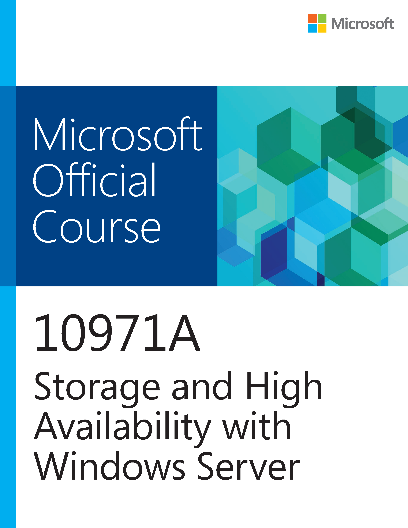 Microsoft
Microsoft
Official
Course
10971A
Storage and High
Availability with
Windows Server